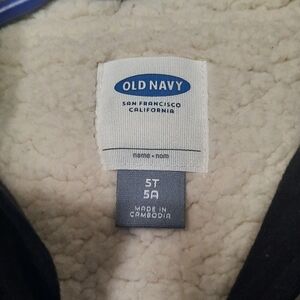 OLD NAVY
SAN FRANCISCO
CALIFORNIA
name • nom
5T
5A
MADE IN
CAMBODIA